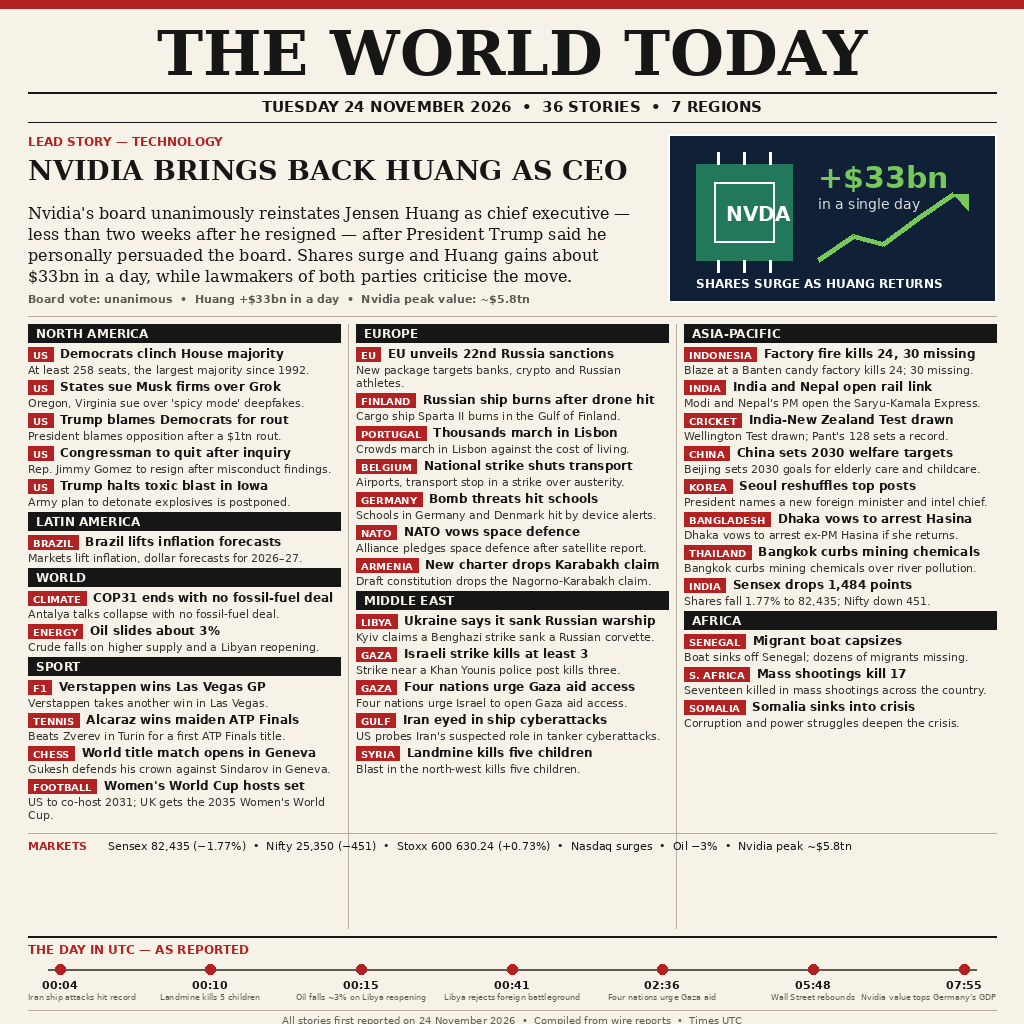 THE WORLD TODAY
TUESDAY 24 NOVEMBER 2026 • 36 STORIES • 7 REGIONS
LEAD STORY — TECHNOLOGY
NVIDIA BRINGS BACK HUANG AS CEO
Nvidia's board unanimously reinstates Jensen Huang as chief executive —
less than two weeks after he resigned — after President Trump said he
personally persuaded the board. Shares surge and Huang gains about
$33bn in a day, while lawmakers of both parties criticise the move.
Board vote: unanimous • Huang +$33bn in a day • Nvidia peak value: ~$5.8tn
NVDA
+$33bn
in a single day
SHARES SURGE AS HUANG RETURNS
NORTH AMERICA
US Democrats clinch House majority
At least 258 seats, the largest majority since 1992.
US States sue Musk firms over Grok
Oregon, Virginia sue over 'spicy mode' deepfakes.
US Trump blames Democrats for rout
President blames opposition after a $1tn rout.
US Congressman to quit after inquiry
Rep. Jimmy Gomez to resign after misconduct findings.
US Trump halts toxic blast in Iowa
Army plan to detonate explosives is postponed.
LATIN AMERICA
BRAZIL Brazil lifts inflation forecasts
Markets lift inflation, dollar forecasts for 2026–27.
WORLD
CLIMATE COP31 ends with no fossil-fuel deal
Antalya talks collapse with no fossil-fuel deal.
ENERGY Oil slides about 3%
Crude falls on higher supply and a Libyan reopening.
SPORT
F1 Verstappen wins Las Vegas GP
Verstappen takes another win in Las Vegas.
TENNIS Alcaraz wins maiden ATP Finals
Beats Zverev in Turin for a first ATP Finals title.
CHESS World title match opens in Geneva
Gukesh defends his crown against Sindarov in Geneva.
FOOTBALL Women's World Cup hosts set
US to co-host 2031; UK gets the 2035 Women's World
Cup.
EUROPE
EU EU unveils 22nd Russia sanctions
New package targets banks, crypto and Russian
athletes.
FINLAND Russian ship burns after drone hit
Cargo ship Sparta II burns in the Gulf of Finland.
PORTUGAL Thousands march in Lisbon
Crowds march in Lisbon against the cost of living.
BELGIUM National strike shuts transport
Airports, transport stop in a strike over austerity.
GERMANY Bomb threats hit schools
Schools in Germany and Denmark hit by device alerts.
NATO NATO vows space defence
Alliance pledges space defence after satellite report.
ARMENIA New charter drops Karabakh claim
Draft constitution drops the Nagorno-Karabakh claim.
MIDDLE EAST
LIBYA Ukraine says it sank Russian warship
Kyiv claims a Benghazi strike sank a Russian corvette.
GAZA Israeli strike kills at least 3
Strike near a Khan Younis police post kills three.
GAZA Four nations urge Gaza aid access
Four nations urge Israel to open Gaza aid access.
GULF Iran eyed in ship cyberattacks
US probes Iran's suspected role in tanker cyberattacks.
SYRIA Landmine kills five children
Blast in the north-west kills five children.
ASIA-PACIFIC
INDONESIA Factory fire kills 24, 30 missing
Blaze at a Banten candy factory kills 24; 30 missing.
INDIA India and Nepal open rail link
Modi and Nepal's PM open the Saryu-Kamala Express.
CRICKET India-New Zealand Test drawn
Wellington Test drawn; Pant's 128 sets a record.
CHINA China sets 2030 welfare targets
Beijing sets 2030 goals for elderly care and childcare.
KOREA Seoul reshuffles top posts
President names a new foreign minister and intel chief.
BANGLADESH Dhaka vows to arrest Hasina
Dhaka vows to arrest ex-PM Hasina if she returns.
THAILAND Bangkok curbs mining chemicals
Bangkok curbs mining chemicals over river pollution.
INDIA Sensex drops 1,484 points
Shares fall 1.77% to 82,435; Nifty down 451.
AFRICA
SENEGAL Migrant boat capsizes
Boat sinks off Senegal; dozens of migrants missing.
S. AFRICA Mass shootings kill 17
Seventeen killed in mass shootings across the country.
SOMALIA Somalia sinks into crisis
Corruption and power struggles deepen the crisis.
MARKETS Sensex 82,435 (−1.77%) • Nifty 25,350 (−451) • Stoxx 600 630.24 (+0.73%) • Nasdaq surges • Oil −3% • Nvidia peak ~$5.8tn
THE DAY IN UTC — AS REPORTED
00:04 00:10 00:15 00:41 02:36 05:48 07:55
Iran ship attacks hit record Landmine kills 5 children Oil falls ~3% on Libya reopening Libya rejects foreign battleground Four nations urge Gaza aid Wall Street rebounds Nvidia value tops Germany's GDP
All stories first reported on 24 November 2026 • Compiled from wire reports • Times UTC